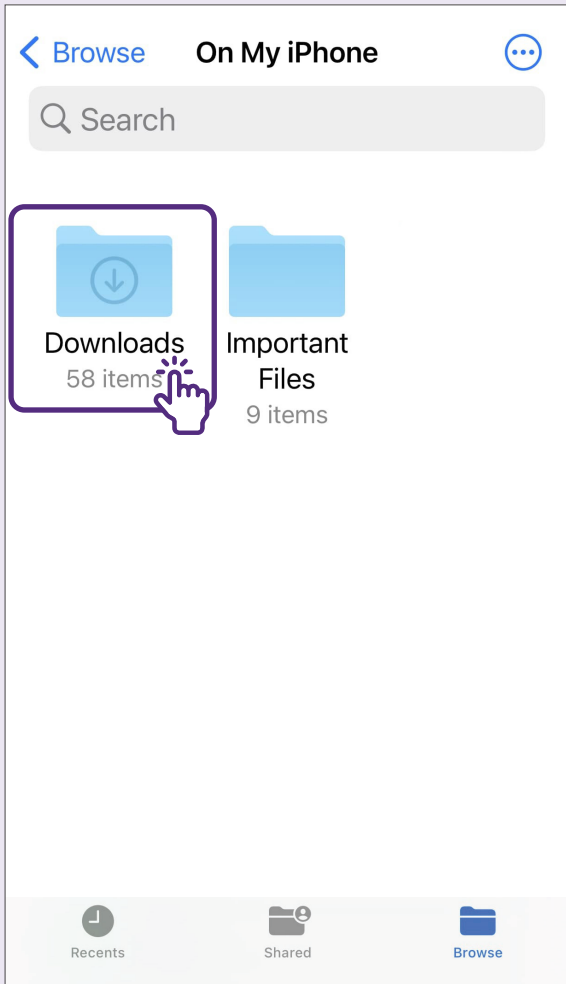 Browse On My iPhone
Search
Downloads
58 items
Important
Files
9 items
Recents Shared Browse